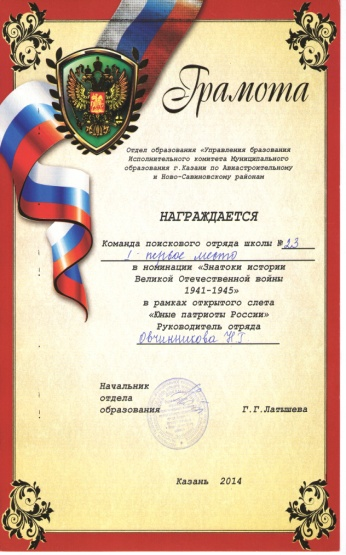 Грамота
Отдел образования «Управления бразования
Исполнительного комитета Муниципального
образования г.Казани по Авиастроительному
и Ново-Савиновскому районам
НАГРАЖДАЕТСЯ
Команда поискового отряда школы № 23
1 первое место
в номинации «Знатоки истории
Великой Отечественной войны
1941-1945»
в рамках открытого слета
«Юные патриоты России»
Руководитель отряда
Овчинникова Н Г
Начальник
отдела
образования
Г.Г.Латышева
Казань 2014